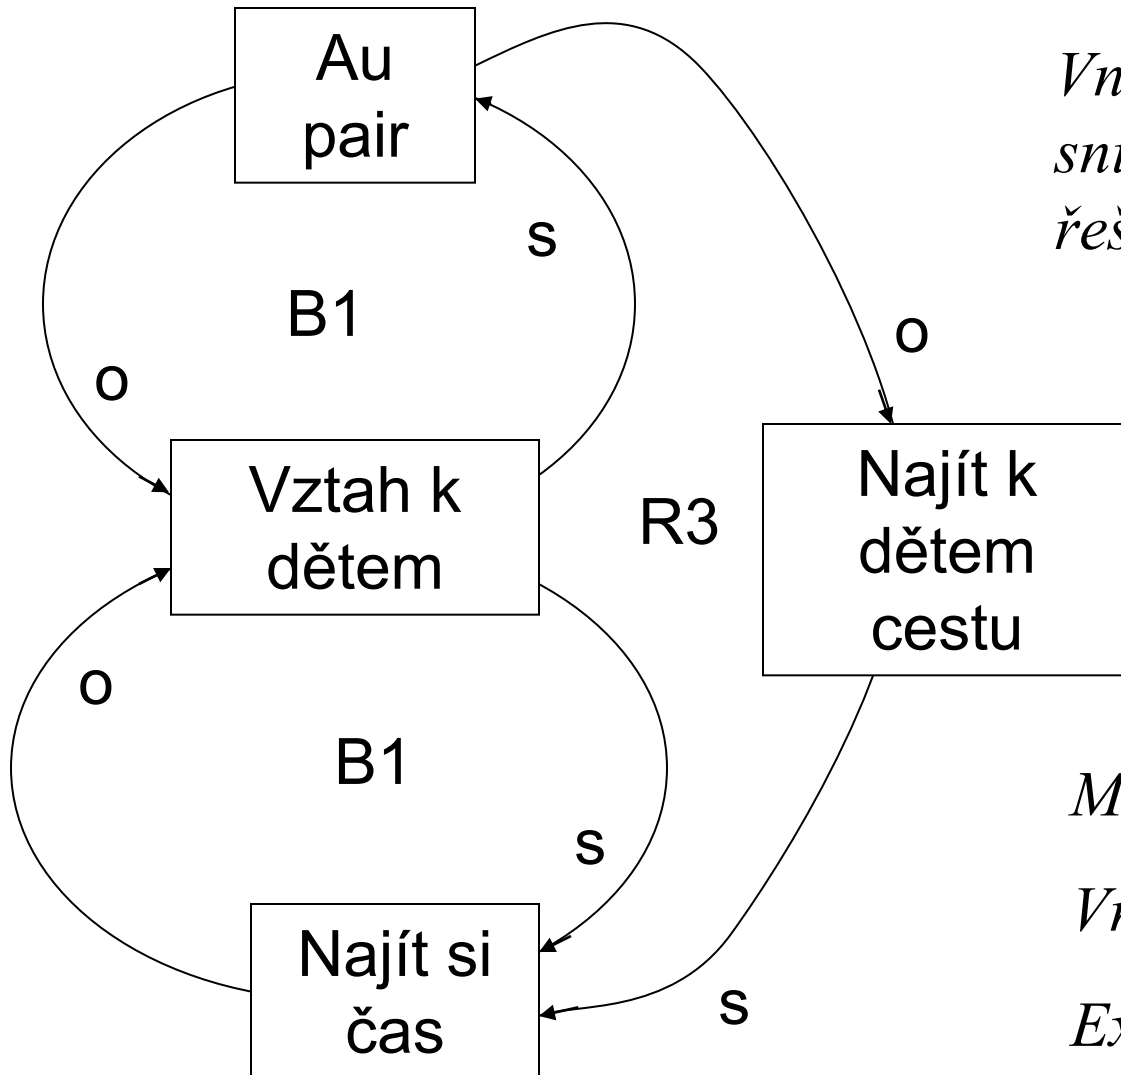 Au
pair
s
B1
o
o
Vztah k
dětem
R3
Najít k
dětem
cestu
o
B1
s
Najít si
čas
s